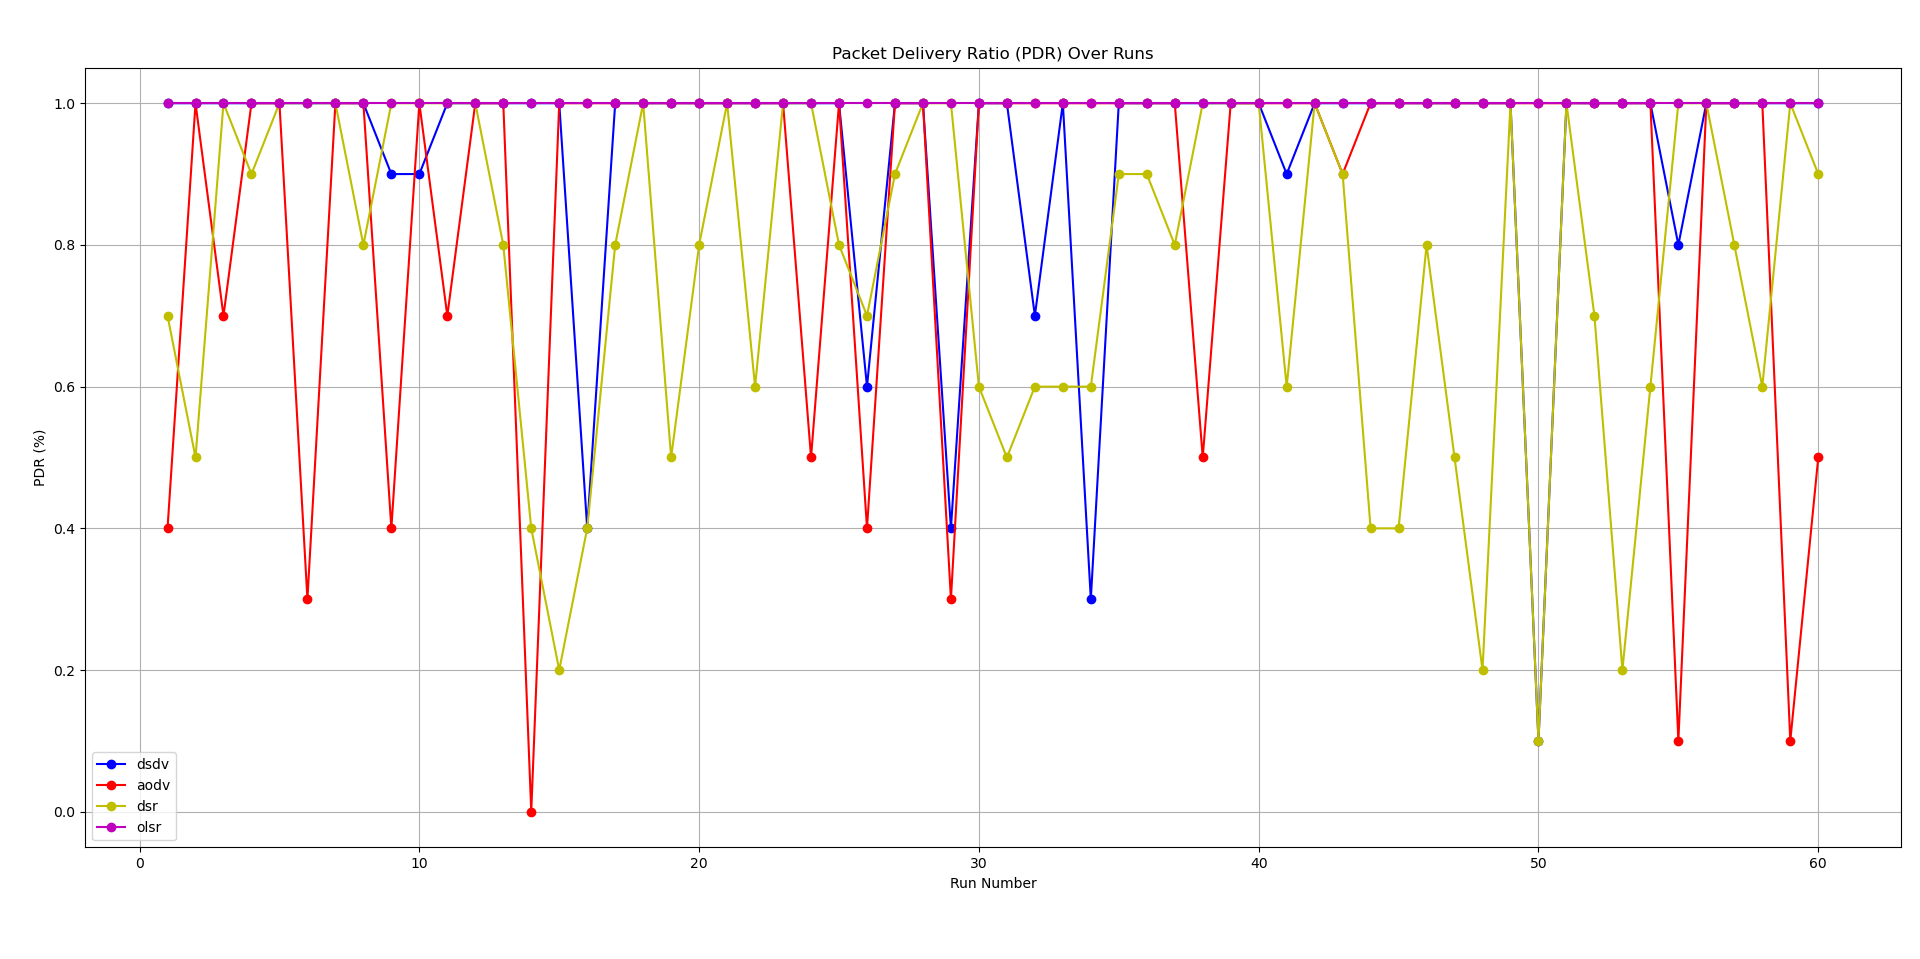 Packet Delivery Ratio (PDR) Over Runs
1.0
0.8
0.6
0.4
0.2
0.0
PDR (%)
dsdv
aodv
dsr
olsr
0 10 20 30 40 50 60
Run Number